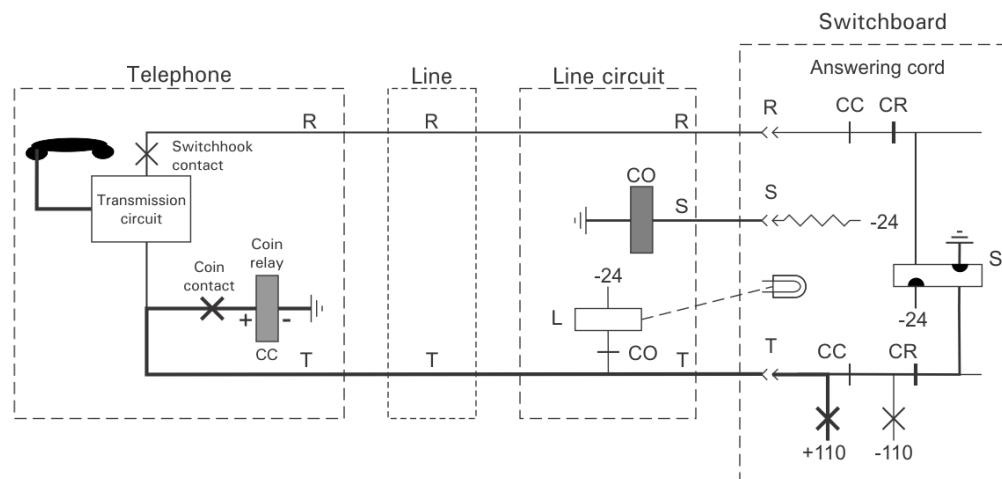 Switchboard
Telephone
Line
Line circuit
Answering cord
R
R
R
R
CC
CR
Switchhook
contact
Transmission
circuit
CO
S
S
-24
Coin
relay
Coin
contact
+
-
CC
-24
L
CO
S
-24
T
T
T
T
CC
CR
+110
-110